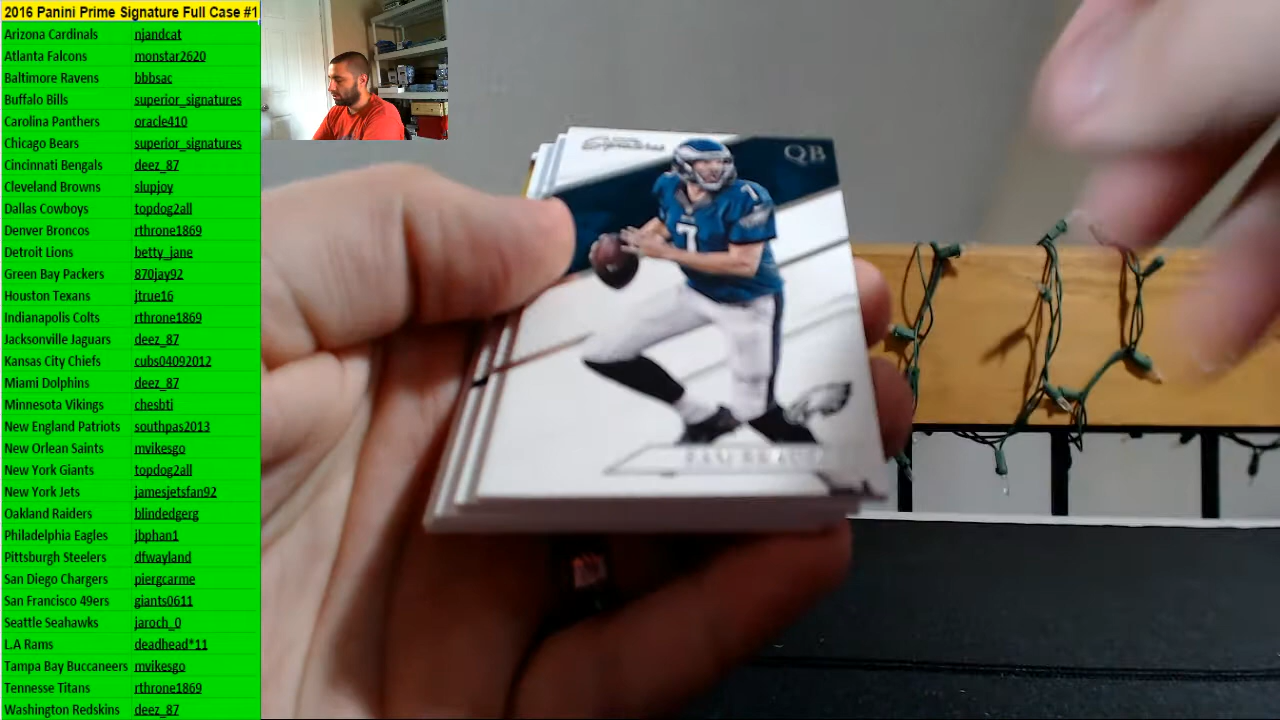 2016 Panini Prime Signature Full Case #1
Arizona Cardinals njandcat
Atlanta Falcons monstar2620
Baltimore Ravens bbbsac
Buffalo Bills superior_signatures
Carolina Panthers oracle410
Chicago Bears superior_signatures
Cincinnati Bengals deez_87
Cleveland Browns slupjoy
Dallas Cowboys topdog2all
Denver Broncos rthrone1869
Detroit Lions betty_jane
Green Bay Packers 870jay92
Houston Texans jtrue16
Indianapolis Colts rthrone1869
Jacksonville Jaguars deez_87
Kansas City Chiefs cubs04092012
Miami Dolphins deez_87
Minnesota Vikings chesbti
New England Patriots southpas2013
New Orlean Saints mvikesgo
New York Giants topdog2all
New York Jets jamesjetsfan92
Oakland Raiders blindedgerg
Philadelphia Eagles jbphan1
Pittsburgh Steelers dfwayland
San Diego Chargers piergcarme
San Francisco 49ers giants0611
Seattle Seahawks jaroch_0
L.A Rams deadhead*11
Tampa Bay Buccaneers mvikesgo
Tennesse Titans rthrone1869
Washington Redskins deez_87
Signatures
QB
7
7